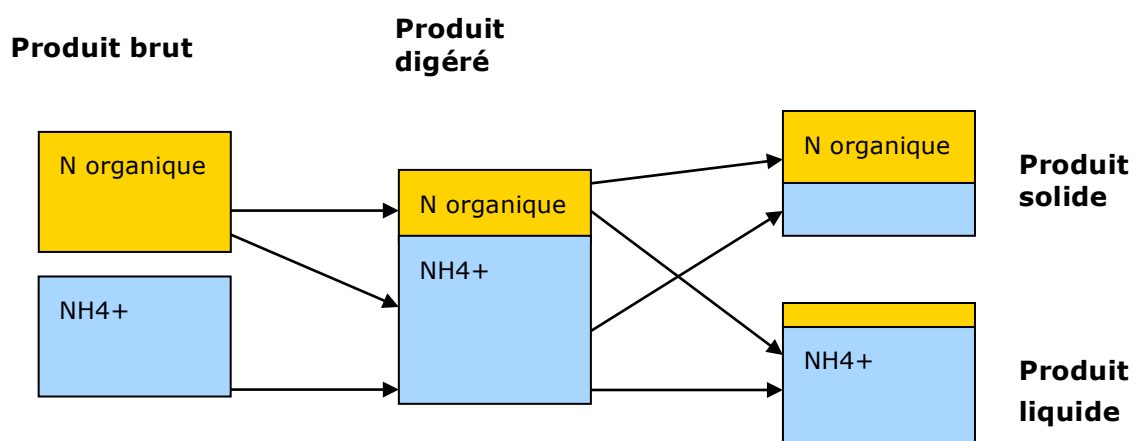 Produit brut
Produit
digéré
N organique
NH4+
N organique
NH4+
N organique
Produit
solide
NH4+
Produit
liquide